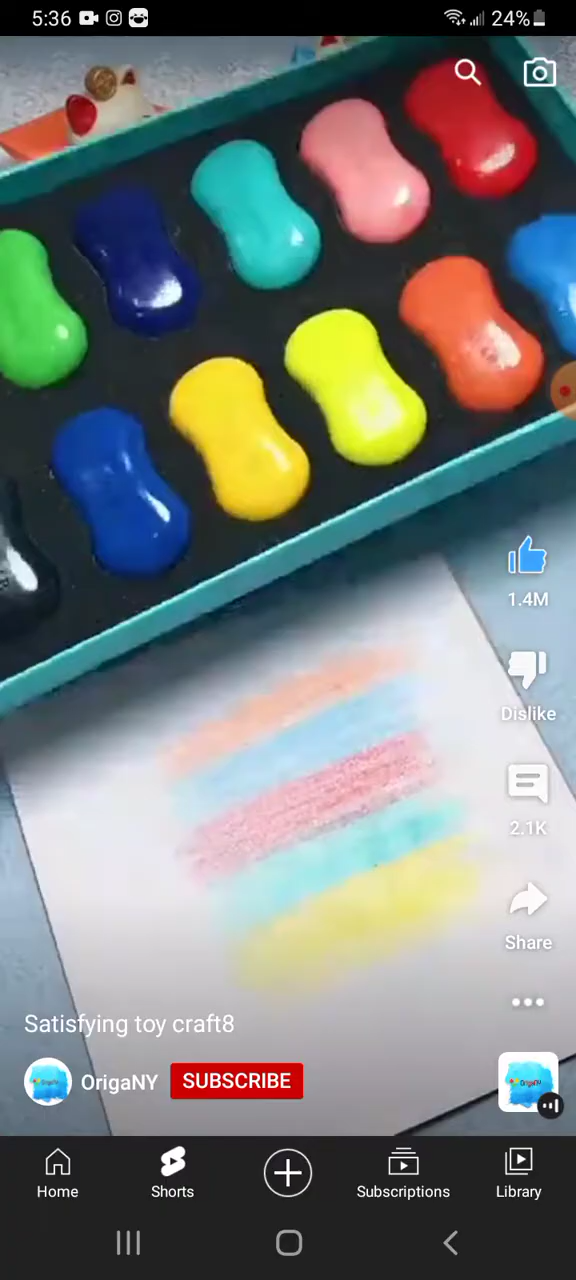 5:36
24%
1.4M
Dislike
2.1K
Share
Satisfying toy craft8
OrigaNY
SUBSCRIBE
Home
Shorts
Subscriptions
Library